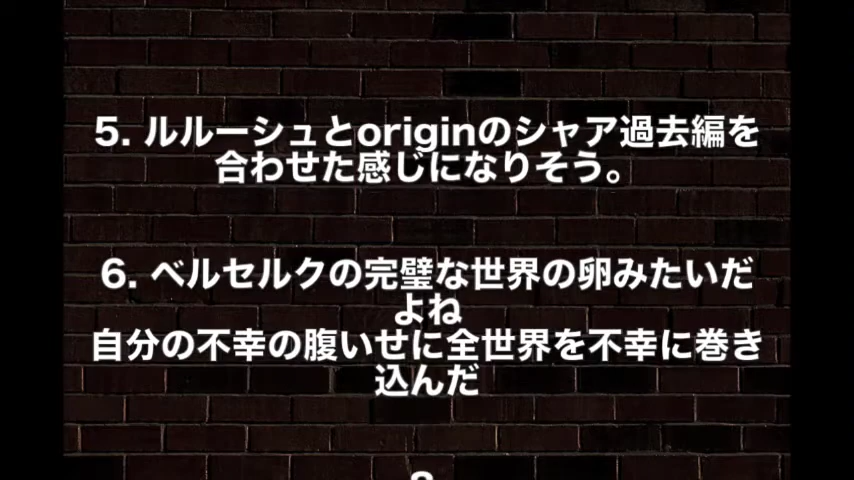 5. ルルーシュとoriginのシャア過去編を
合わせた感じになりそう。
6. ベルセルクの完璧な世界の卵みたいだ
よね
自分の不幸の腹いせに全世界を不幸に巻き
込んだ